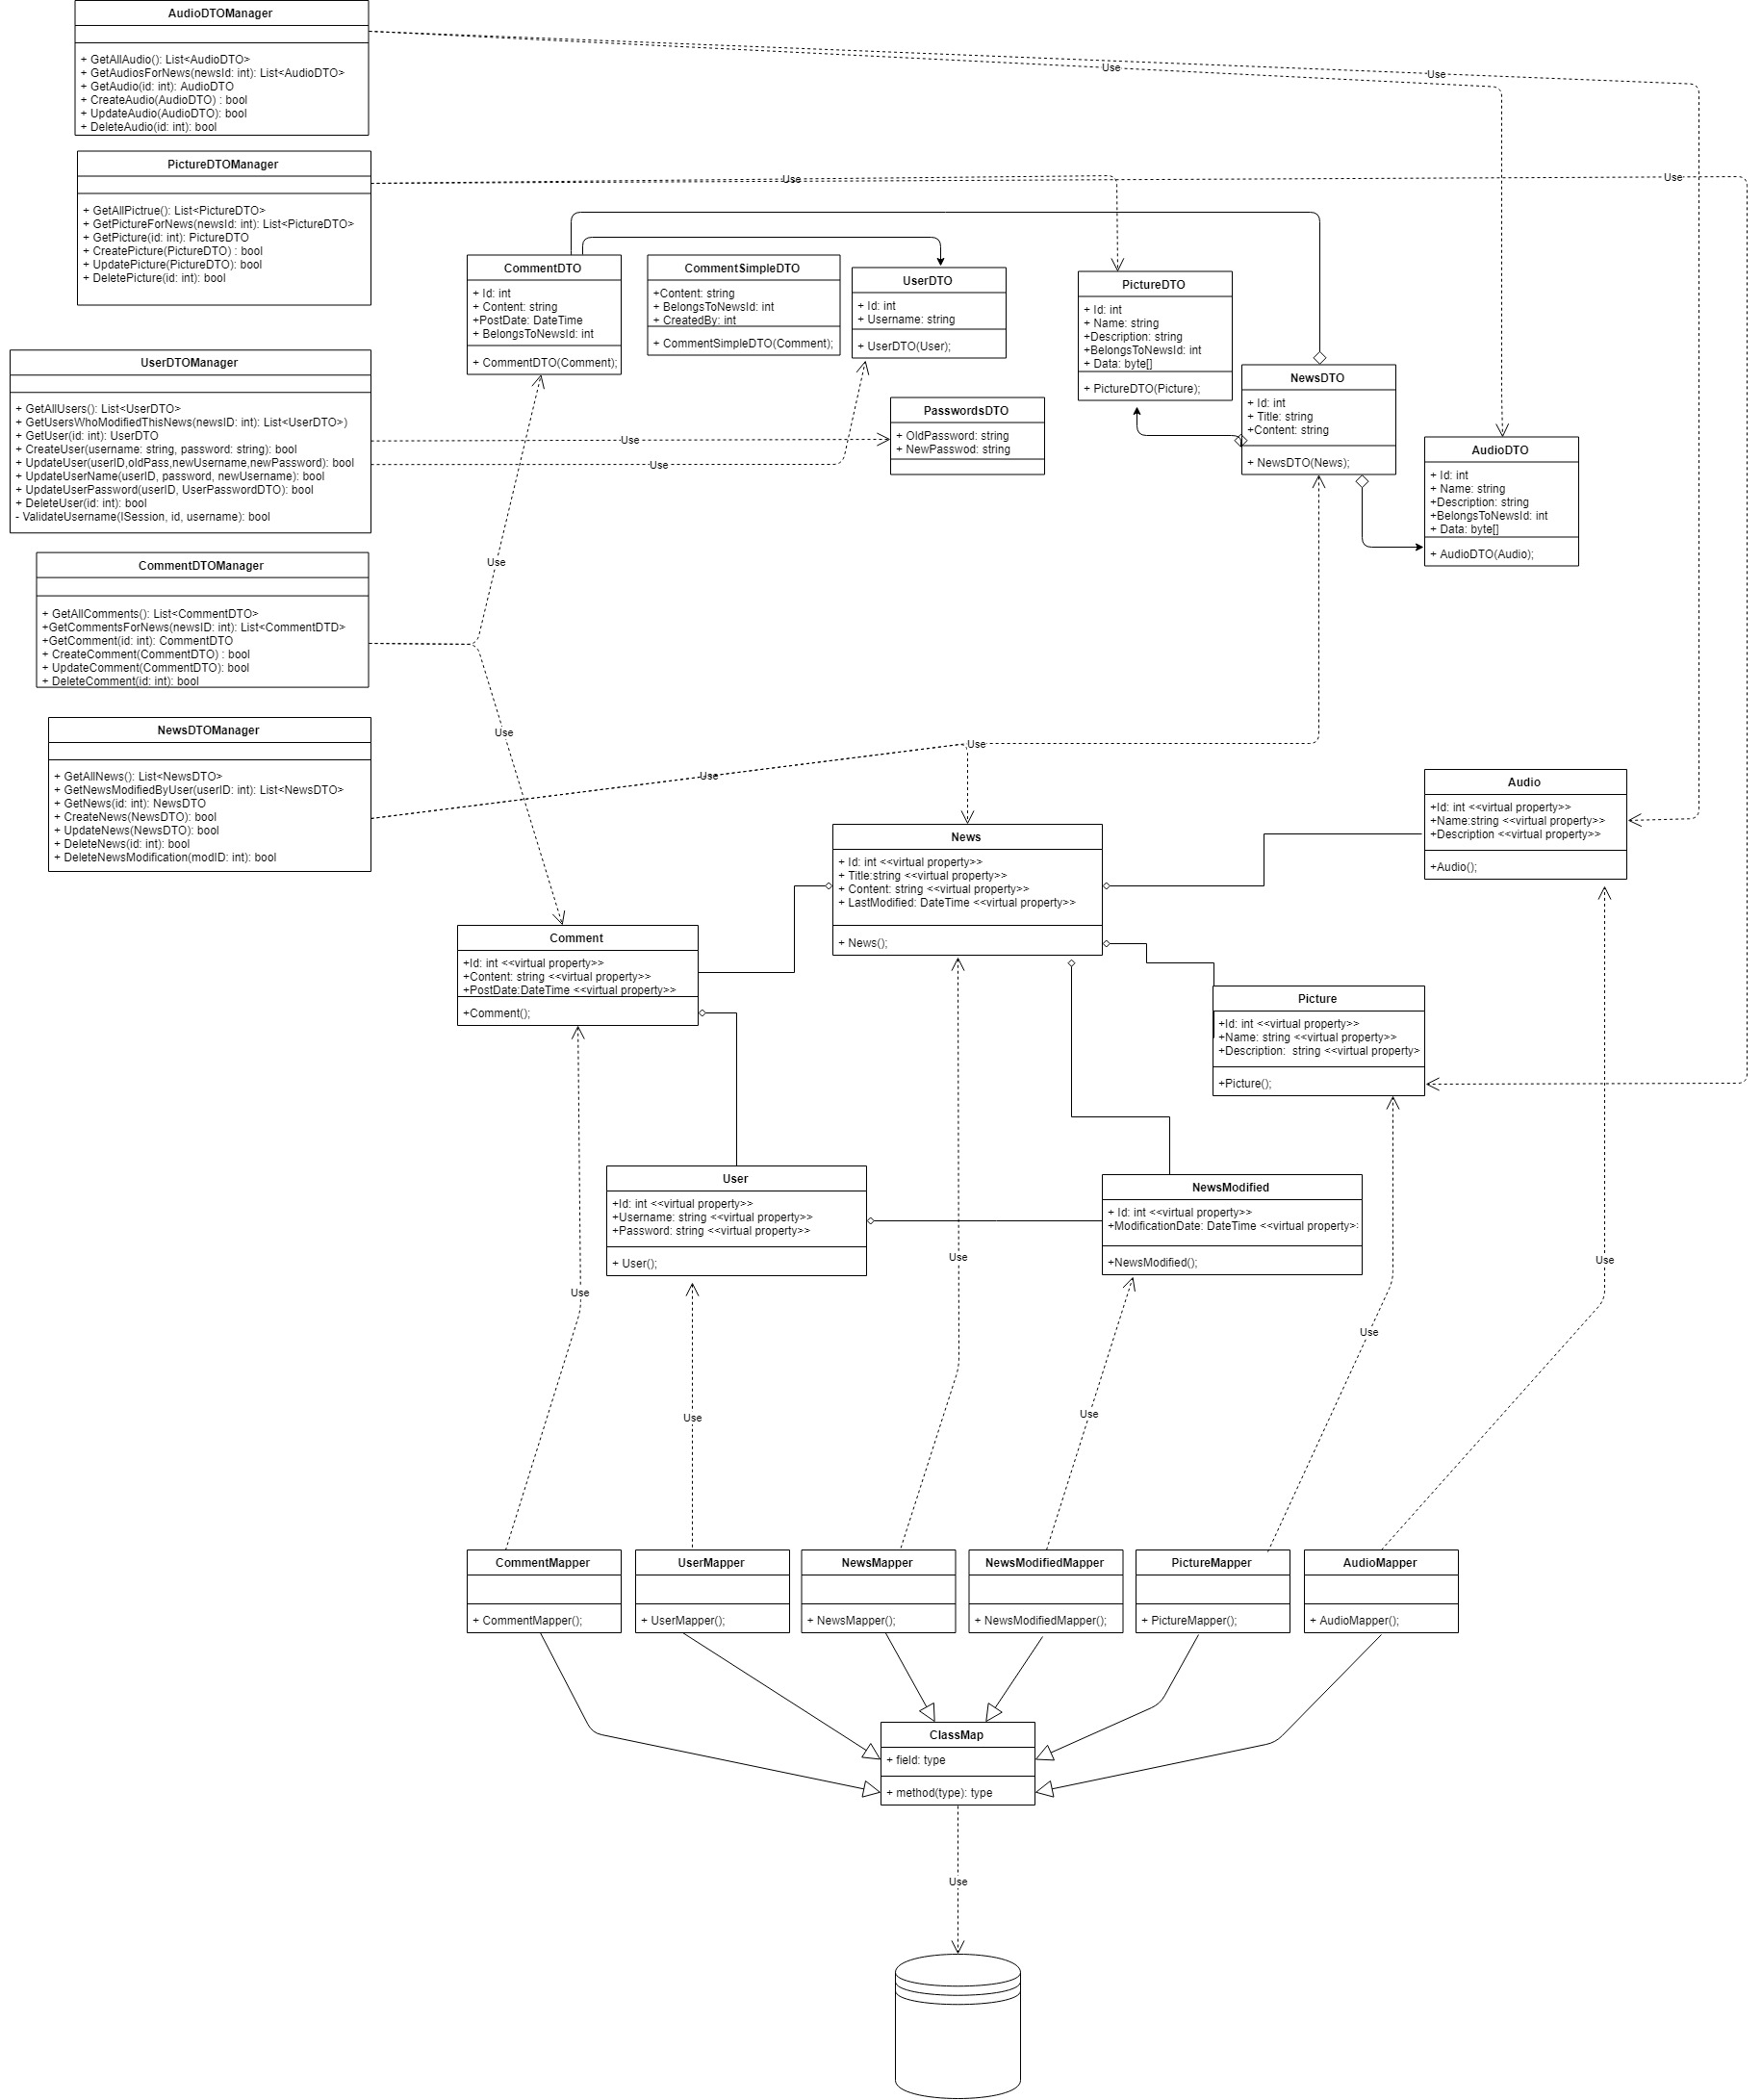 AudioDTOManager
+ GetAllAudio(): List<AudioDTO>
+ GetAudiosForNews(newsId: int): List<AudioDTO>
+ GetAudio(id: int): AudioDTO
+ CreateAudio(AudioDTO) : bool
+ UpdateAudio(AudioDTO): bool
+ DeleteAudio(id: int): bool
Use
Use
PictureDTOManager
+ GetAllPictrue(): List<PictureDTO>
+ GetPictureForNews(newsId: int): List<PictureDTO>
+ GetPicture(id: int): PictureDTO
+ CreatePicture(PictureDTO) : bool
+ UpdatePicture(PictureDTO): bool
+ DeletePicture(id: int): bool
Use
Use
CommentDTO
+ Id: int
+ Content: string
+PostDate: DateTime
+ BelongsToNewsId: int
+ CommentDTO(Comment);
CommentSimpleDTO
+Content: string
+ BelongsToNewsId: int
+ CreatedBy: int
+ CommentSimpleDTO(Comment);
UserDTO
+ Id: int
+ Username: string
+ UserDTO(User);
PictureDTO
+ Id: int
+ Name: string
+Description: string
+BelongsToNewsId: int
+ Data: byte[]
+ PictureDTO(Picture);
NewsDTO
+ Id: int
+ Title: string
+Content: string
+ NewsDTO(News);
PasswordsDTO
+ OldPassword: string
+ NewPasswod: string
AudioDTO
+ Id: int
+ Name: string
+Description: string
+BelongsToNewsId: int
+ Data: byte[]
+ AudioDTO(Audio);
UserDTOManager
+ GetAllUsers(): List<UserDTO>
+ GetUsersWhoModifiedThisNews(newsID: int): List<UserDTO>)
+ GetUser(id: int): UserDTO
+ CreateUser(username: string, password: string): bool
+ UpdateUser(userID,oldPass,newUsername,newPassword): bool
+ UpdateUserName(userID, password, newUsername): bool
+ UpdateUserPassword(userID, UserPasswordDTO): bool
+ DeleteUser(id: int): bool
- ValidateUsername(ISession, id, username): bool
Use
Use
CommentDTOManager
+ GetAllComments(): List<CommentDTO>
+GetCommentsForNews(newsID: int): List<CommentDTD>
+GetComment(id: int): CommentDTO
+ CreateComment(CommentDTO) : bool
+ UpdateComment(CommentDTO): bool
+ DeleteComment(id: int): bool
Use
Use
NewsDTOManager
+ GetAllNews(): List<NewsDTO>
+ GetNewsModifiedByUser(userID: int): List<NewsDTO>
+ GetNews(id: int): NewsDTO
+ CreateNews(NewsDTO): bool
+ UpdateNews(NewsDTO): bool
+ DeleteNews(id: int): bool
+ DeleteNewsModification(modID: int): bool
Use
Use
Audio
+Id: int <<virtual property>>
+Name:string <<virtual property>>
+Description <<virtual property>>
+Audio();
News
+ Id: int <<virtual property>>
+ Title:string <<virtual property>>
+ Content: string <<virtual property>>
+ LastModified: DateTime <<virtual property>>
+ News();
Comment
+Id: int <<virtual property>>
+Content: string <<virtual property>>
+PostDate:DateTime <<virtual property>>
+Comment();
Picture
+Id: int <<virtual property>>
+Name: string <<virtual property>>
+Description:  string <<virtual property>
+Picture();
User
+Id: int <<virtual property>>
+Username: string <<virtual property>>
+Password: string <<virtual property>>
+ User();
NewsModified
+ Id: int <<virtual property>>
+ModificationDate: DateTime <<virtual property>
+NewsModified();
Use
Use
Use
Use
Use
Use
CommentMapper
+ CommentMapper();
UserMapper
+ UserMapper();
NewsMapper
+ NewsMapper();
NewsModifiedMapper
+ NewsModifiedMapper();
PictureMapper
+ PictureMapper();
AudioMapper
+ AudioMapper();
ClassMap
+ field: type
+ method(type): type
Use